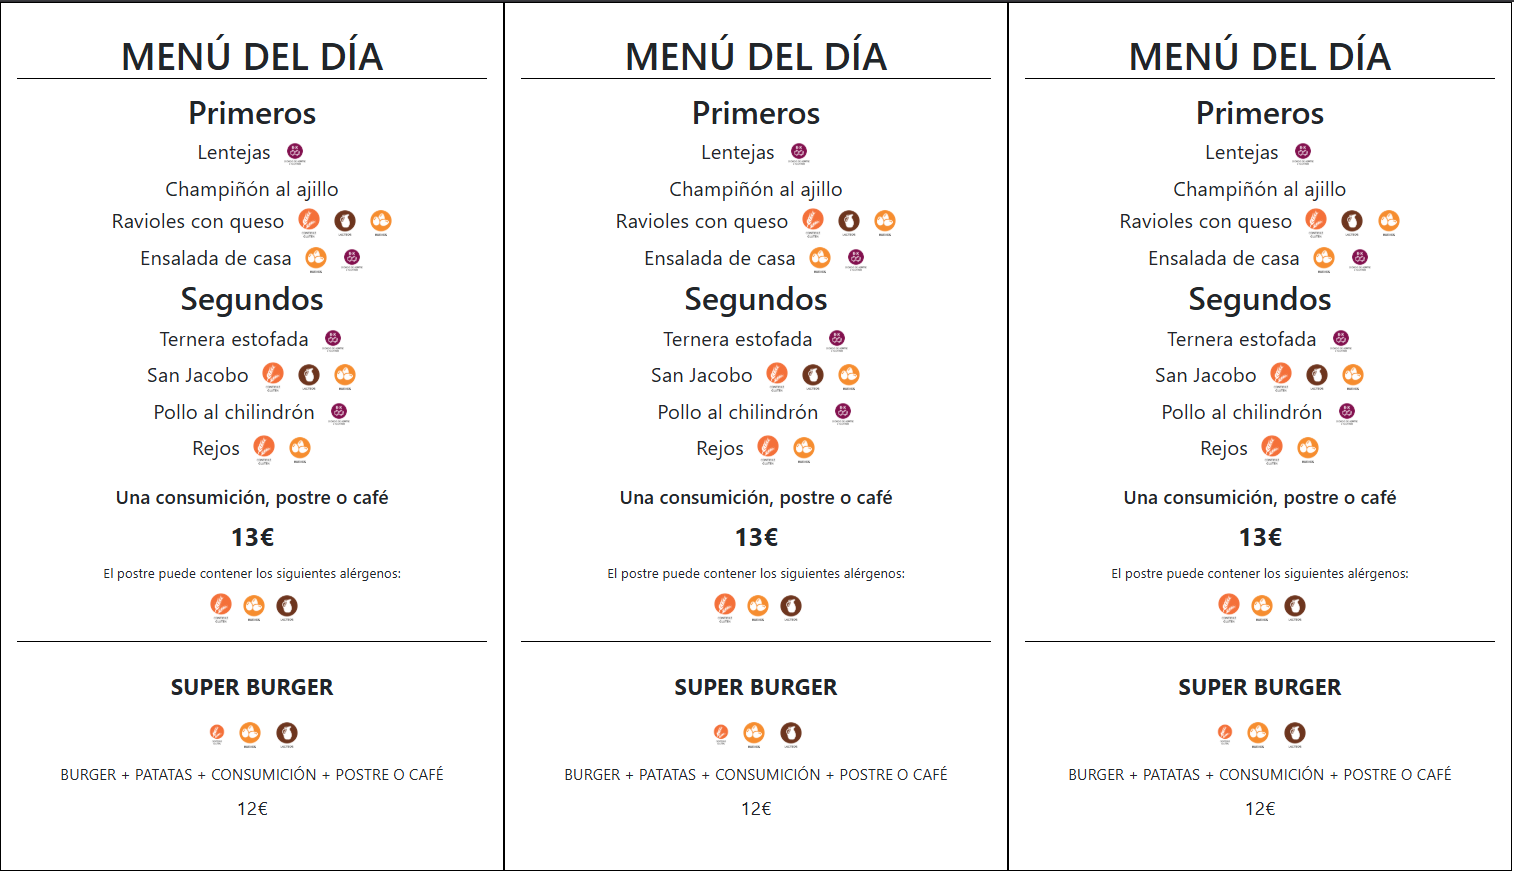 MENÚ DEL DÍA
Primeros
Lentejas
Champiñón al ajillo
Ravioles con queso
Ensalada de casa
Segundos
Ternera estofada
San Jacobo
Pollo al chilindrón
Rejos
Una consumición, postre o café
13€
El postre puede contener los siguientes alérgenos:
SUPER BURGER
BURGER + PATATAS + CONSUMICIÓN + POSTRE O CAFÉ
12€
MENÚ DEL DÍA
Primeros
Lentejas
Champiñón al ajillo
Ravioles con queso
Ensalada de casa
Segundos
Ternera estofada
San Jacobo
Pollo al chilindrón
Rejos
Una consumición, postre o café
13€
El postre puede contener los siguientes alérgenos:
SUPER BURGER
BURGER + PATATAS + CONSUMICIÓN + POSTRE O CAFÉ
12€
MENÚ DEL DÍA
Primeros
Lentejas
Champiñón al ajillo
Ravioles con queso
Ensalada de casa
Segundos
Ternera estofada
San Jacobo
Pollo al chilindrón
Rejos
Una consumición, postre o café
13€
El postre puede contener los siguientes alérgenos:
SUPER BURGER
BURGER + PATATAS + CONSUMICIÓN + POSTRE O CAFÉ
12€